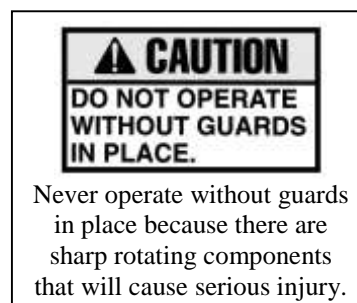 CAUTION
DO NOT OPERATE
WITHOUT GUARDS
IN PLACE.
Never operate without guards
in place because there are
sharp rotating components
that will cause serious injury.